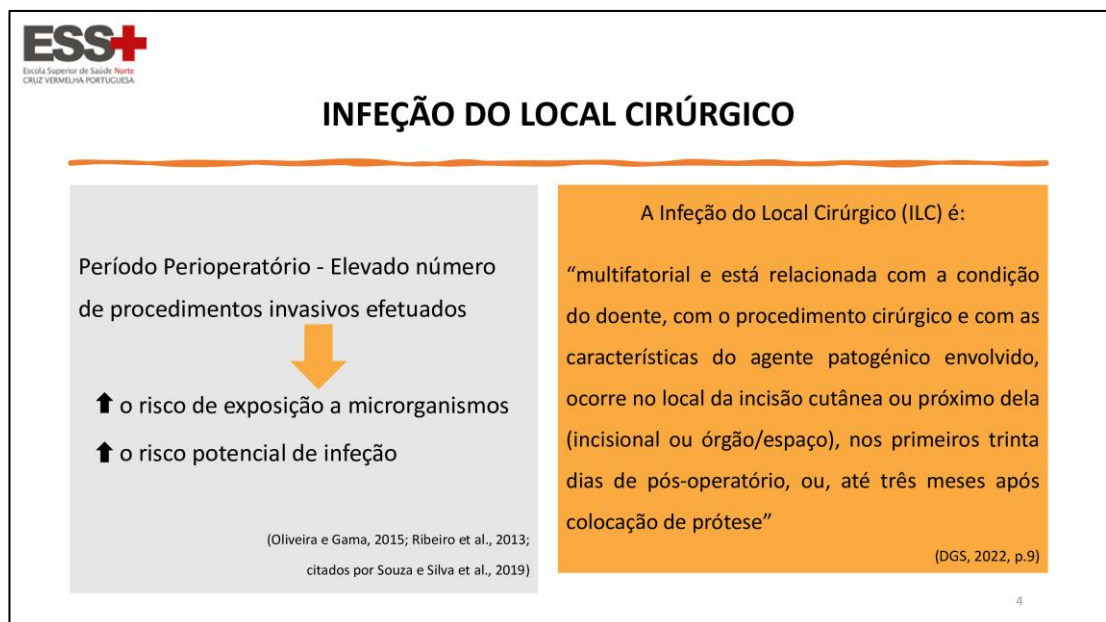 ESS+
Escola Superior de Saúde Norte
CRUZ VERMELHA PORTUGUESA
INFEÇÃO DO LOCAL CIRÚRGICO
Período Perioperatório - Elevado número
de procedimentos invasivos efetuados
⬆ o risco de exposição a microrganismos
⬆ o risco potencial de infeção
(Oliveira e Gama, 2015; Ribeiro et al., 2013;
citados por Souza e Silva et al., 2019)
A Infeção do Local Cirúrgico (ILC) é:
“multifatorial e está relacionada com a condição
do doente, com o procedimento cirúrgico e com as
características do agente patogénico envolvido,
ocorre no local da incisão cutânea ou próximo dela
(incisional ou órgão/espaço), nos primeiros trinta
dias de pós-operatório, ou, até três meses após
colocação de prótese”
(DGS, 2022, p.9)
4